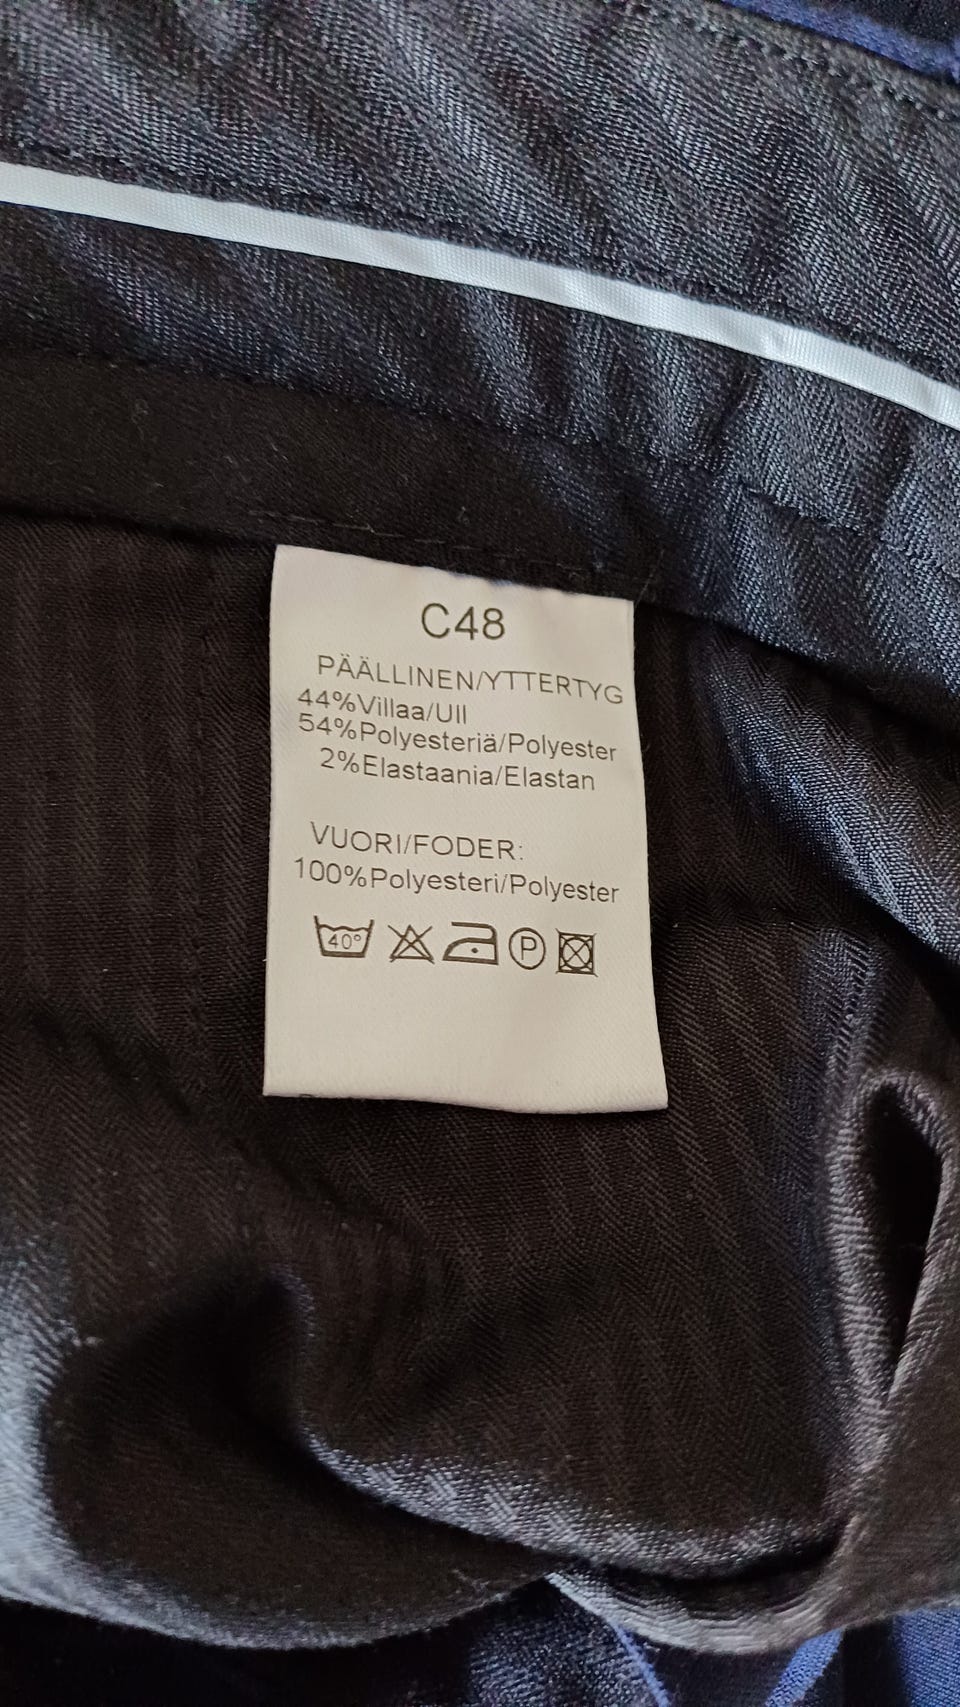 C48
PÄÄLLINEN/YTTERTYG
44%Villaa/Ull
54%Polyesteriä/Polyester
2%Elastaania/Elastan
VUORI/FODER:
100%Polyesteri/Polyester
40° P